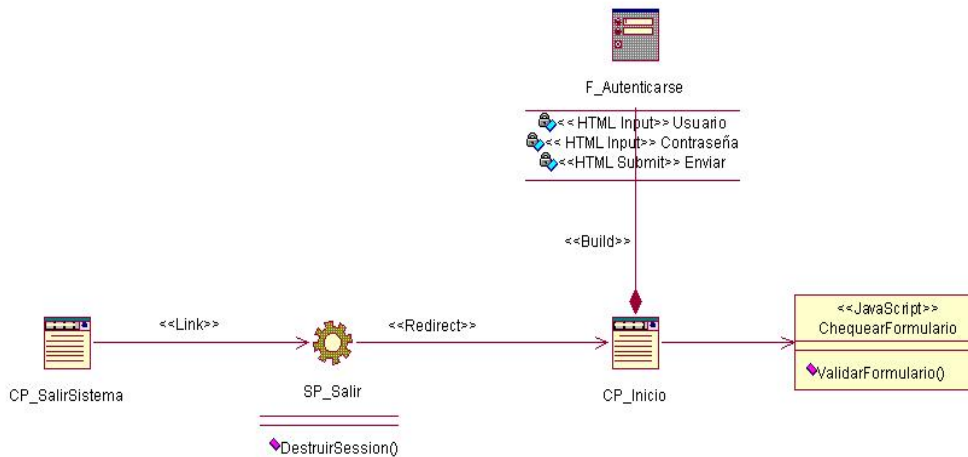 F_Autenticarse
<< HTML Input>> Usuario
<< HTML Input>> Contraseña
<<HTML Submit>> Enviar
<<Build>>
<<Link>>
<<Redirect>>
<<JavaScript>>
ChequearFormulario
ValidarFormulario()
CP_SalirSistema
SP_Salir
CP_Inicio
DestruirSession()